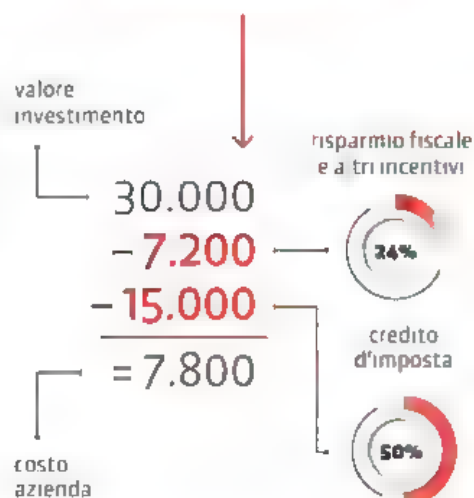 valore
investimento
risparmio fiscale
e a tri incentivi
30.000
-7.200
24%
-15.000
credito
d'imposta
= 7.800
50%
costo
azienda